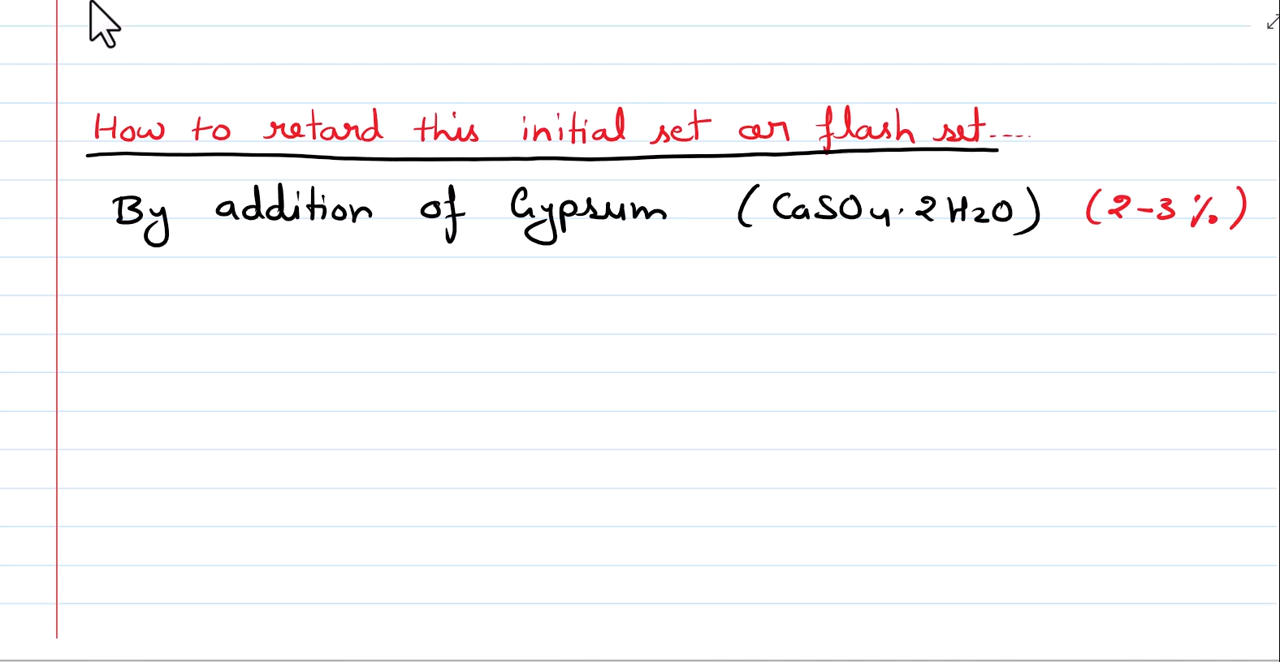 How to retard this initial set or flash set....
By addition of Gypsum (CaSO4.2H2O) (2-3%)